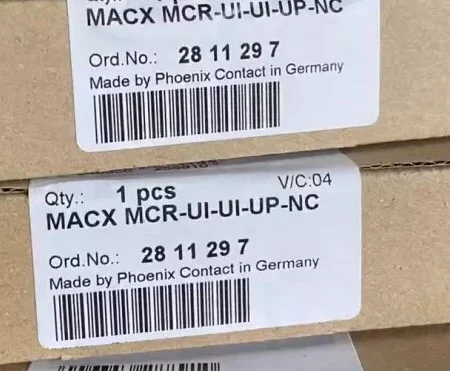 MACX MCR-UI-UI-UP-NC
Ord.No.: 28 11 29 7
Made by Phoenix Contact in Germany
Qty.: 1 pcs V/C:04
MACX MCR-UI-UI-UP-NC
Ord.No.: 28 11 29 7
Made by Phoenix Contact in Germany